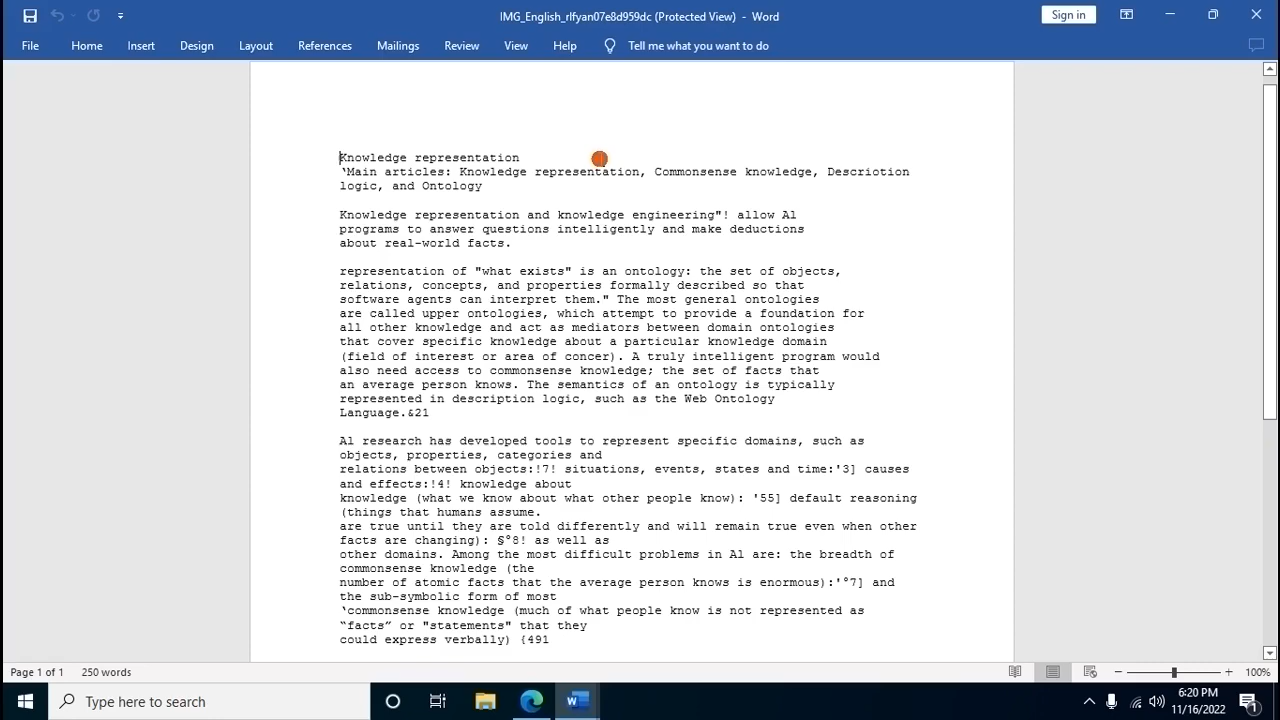 IMG_English_rlfyan07e8d959dc (Protected View) - Word
Sign in
File Home Insert Design Layout References Mailings Review View Help Tell me what you want to do
Knowledge representation
‘Main articles: Knowledge representation, Commonsense knowledge, Descriotion
logic, and Ontology
Knowledge representation and knowledge engineering"! allow Al
programs to answer questions intelligently and make deductions
about real-world facts.
representation of "what exists" is an ontology: the set of objects,
relations, concepts, and properties formally described so that
software agents can interpret them." The most general ontologies
are called upper ontologies, which attempt to provide a foundation for
all other knowledge and act as mediators between domain ontologies
that cover specific knowledge about a particular knowledge domain
(field of interest or area of concer). A truly intelligent program would
also need access to commonsense knowledge; the set of facts that
an average person knows. The semantics of an ontology is typically
represented in description logic, such as the Web Ontology
Language.&21
Al research has developed tools to represent specific domains, such as
objects, properties, categories and
relations between objects:!7! situations, events, states and time:'3] causes
and effects:!4! knowledge about
knowledge (what we know about what other people know): '55] default reasoning
(things that humans assume.
are true until they are told differently and will remain true even when other
facts are changing): §°8! as well as
other domains. Among the most difficult problems in Al are: the breadth of
commonsense knowledge (the
number of atomic facts that the average person knows is enormous):'°7] and
the sub-symbolic form of most
‘commonsense knowledge (much of what people know is not represented as
“facts” or "statements" that they
could express verbally) {491
Page 1 of 1 250 words
100%
Type here to search
6:20 PM
11/16/2022
1